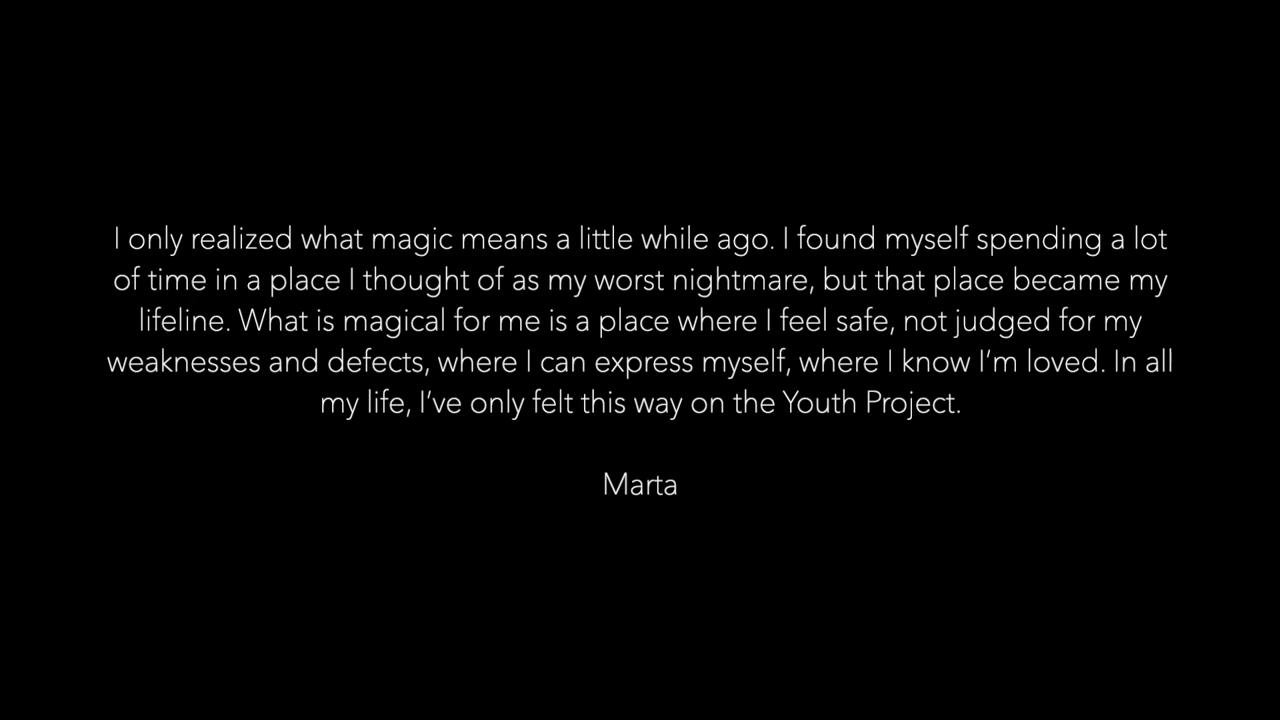 I only realized what magic means a little while ago. I found myself spending a lot
of time in a place I thought of as my worst nightmare, but that place became my
lifeline. What is magical for me is a place where I feel safe, not judged for my
weaknesses and defects, where I can express myself, where I know I’m loved. In all
my life, I’ve only felt this way on the Youth Project.
Marta